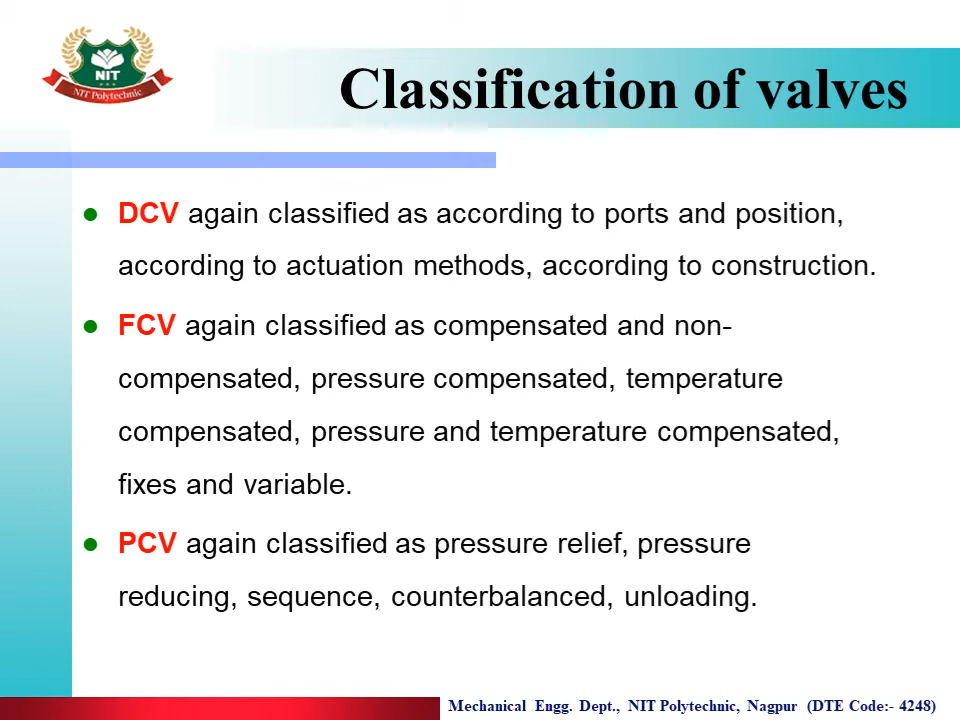 NIT
NIT Polytechnic
Classification of valves
DCV again classified as according to ports and position,
according to actuation methods, according to construction.
FCV again classified as compensated and non-
compensated, pressure compensated, temperature
compensated, pressure and temperature compensated,
fixes and variable.
PCV again classified as pressure relief, pressure
reducing, sequence, counterbalanced, unloading.
Mechanical Engg. Dept., NIT Polytechnic, Nagpur (DTE Code:- 4248)